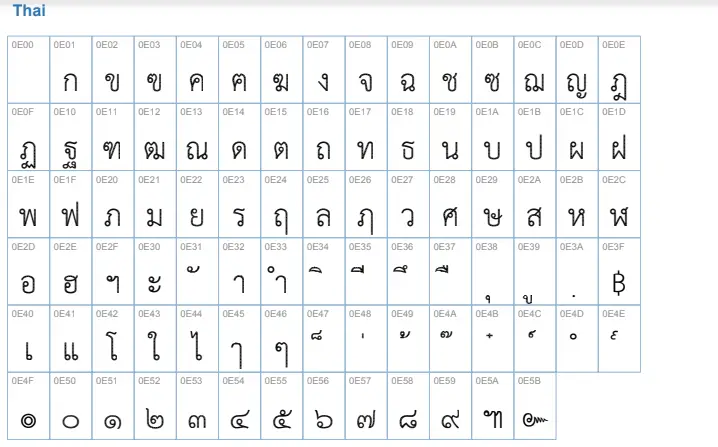 Thai
0E00 0E01 0E02 0E03 0E04 0E05 0E06 0E07 0E08 0E09 0E0A 0E0B 0E0C 0E0D 0E0E
ก ข ฃ ค ฅ ฆ ง จ ฉ ช ซ ฌ ญ ฎ
0E0F 0E10 0E11 0E12 0E13 0E14 0E15 0E16 0E17 0E18 0E19 0E1A 0E1B 0E1C 0E1D
ฏ ฐ ฑ ฒ ณ ด ต ถ ท ธ น บ ป ผ ฝ
0E1E 0E1F 0E20 0E21 0E22 0E23 0E24 0E25 0E26 0E27 0E28 0E29 0E2A 0E2B 0E2C
พ ฟ ภ ม ย ร ฤ ล ฦ ว ศ ษ ส ห ฬ
0E2D 0E2E 0E2F 0E30 0E31 0E32 0E33 0E34 0E35 0E36 0E37 0E38 0E39 0E3A 0E3F
อ ฮ ฯ ะ ั า ำ ิ ี ึ ื ุ ู ฺ ฿
0E40 0E41 0E42 0E43 0E44 0E45 0E46 0E47 0E48 0E49 0E4A 0E4B 0E4C 0E4D 0E4E
เ แ โ ใ ไ ๅ ๆ ็ ่ ้ ๊ ๋ ์ ํ ๎
0E4F 0E50 0E51 0E52 0E53 0E54 0E55 0E56 0E57 0E58 0E59 0E5A 0E5B
๏ ๐ ๑ ๒ ๓ ๔ ๕ ๖ ๗ ๘ ๙ ๚ ๛